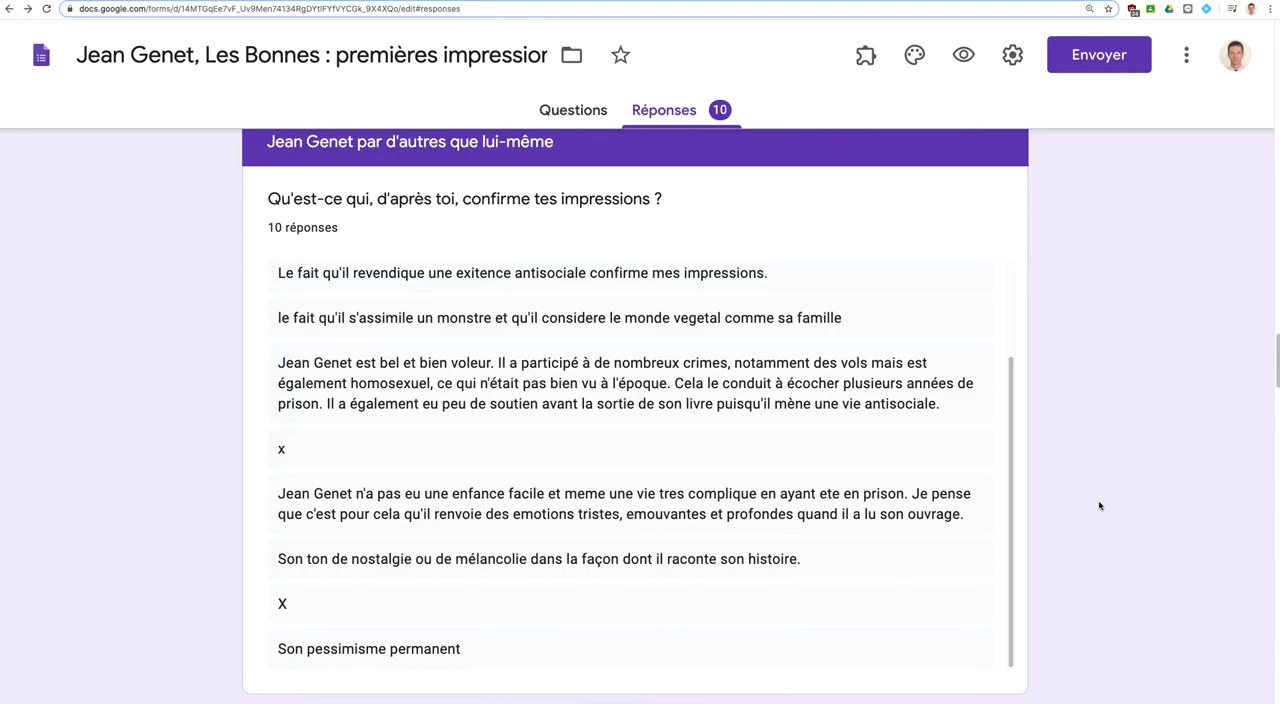 docs.google.com/forms/d/14MTGqEe7vF_Uv9Men74134RgDYtlFYfVYCGk_9X4XQo/edit#responses
Jean Genet, Les Bonnes : premières impression
Envoyer
Questions
Réponses 10
Jean Genet par d'autres que lui-même
Qu'est-ce qui, d'après toi, confirme tes impressions ?
10 réponses
Le fait qu'il revendique une exitence antisociale confirme mes impressions.
le fait qu'il s'assimile un monstre et qu'il considere le monde vegetal comme sa famille
Jean Genet est bel et bien voleur. Il a participé à de nombreux crimes, notamment des vols mais est
également homosexuel, ce qui n'était pas bien vu à l'époque. Cela le conduit à écocher plusieurs années de
prison. Il a également eu peu de soutien avant la sortie de son livre puisqu'il mène une vie antisociale.
x
Jean Genet n'a pas eu une enfance facile et meme une vie tres complique en ayant ete en prison. Je pense
que c'est pour cela qu'il renvoie des emotions tristes, emouvantes et profondes quand il a lu son ouvrage.
Son ton de nostalgie ou de mélancolie dans la façon dont il raconte son histoire.
X
Son pessimisme permanent